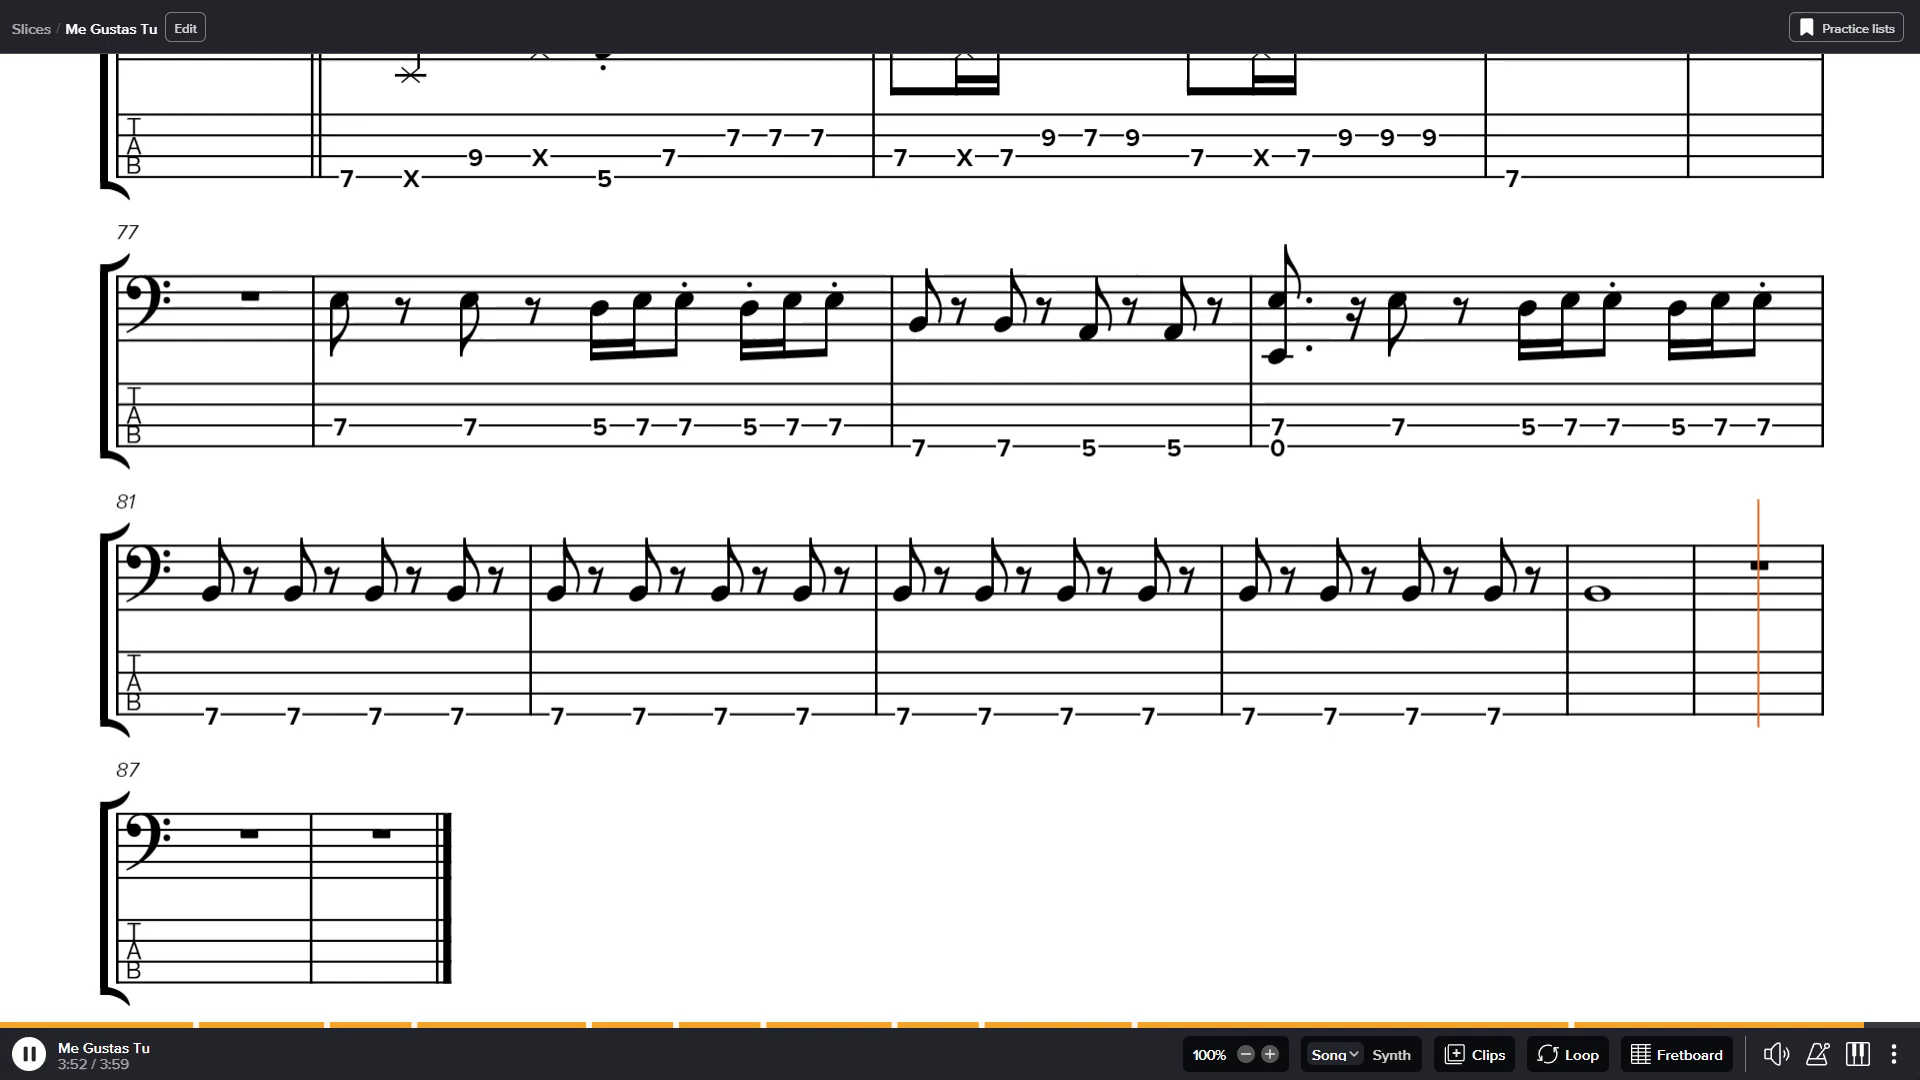 Slices / Me Gustas Tu Edit Practice lists
7 7 7 9 7 9 9 9 9
T A B 9 X 7 7 X 7 7 X 7
7 X 5 7
77
T A B 7 7 5 7 7 5 7 7 7 7 5 7 7 5 7 7
7 7 5 5 0
81
T A B
7 7 7 7 7 7 7 7 7 7 7 7 7 7 7 7
87
T A B
Me Gustas Tu
3:52 / 3:59
100% Song Synth Clips Loop Fretboard